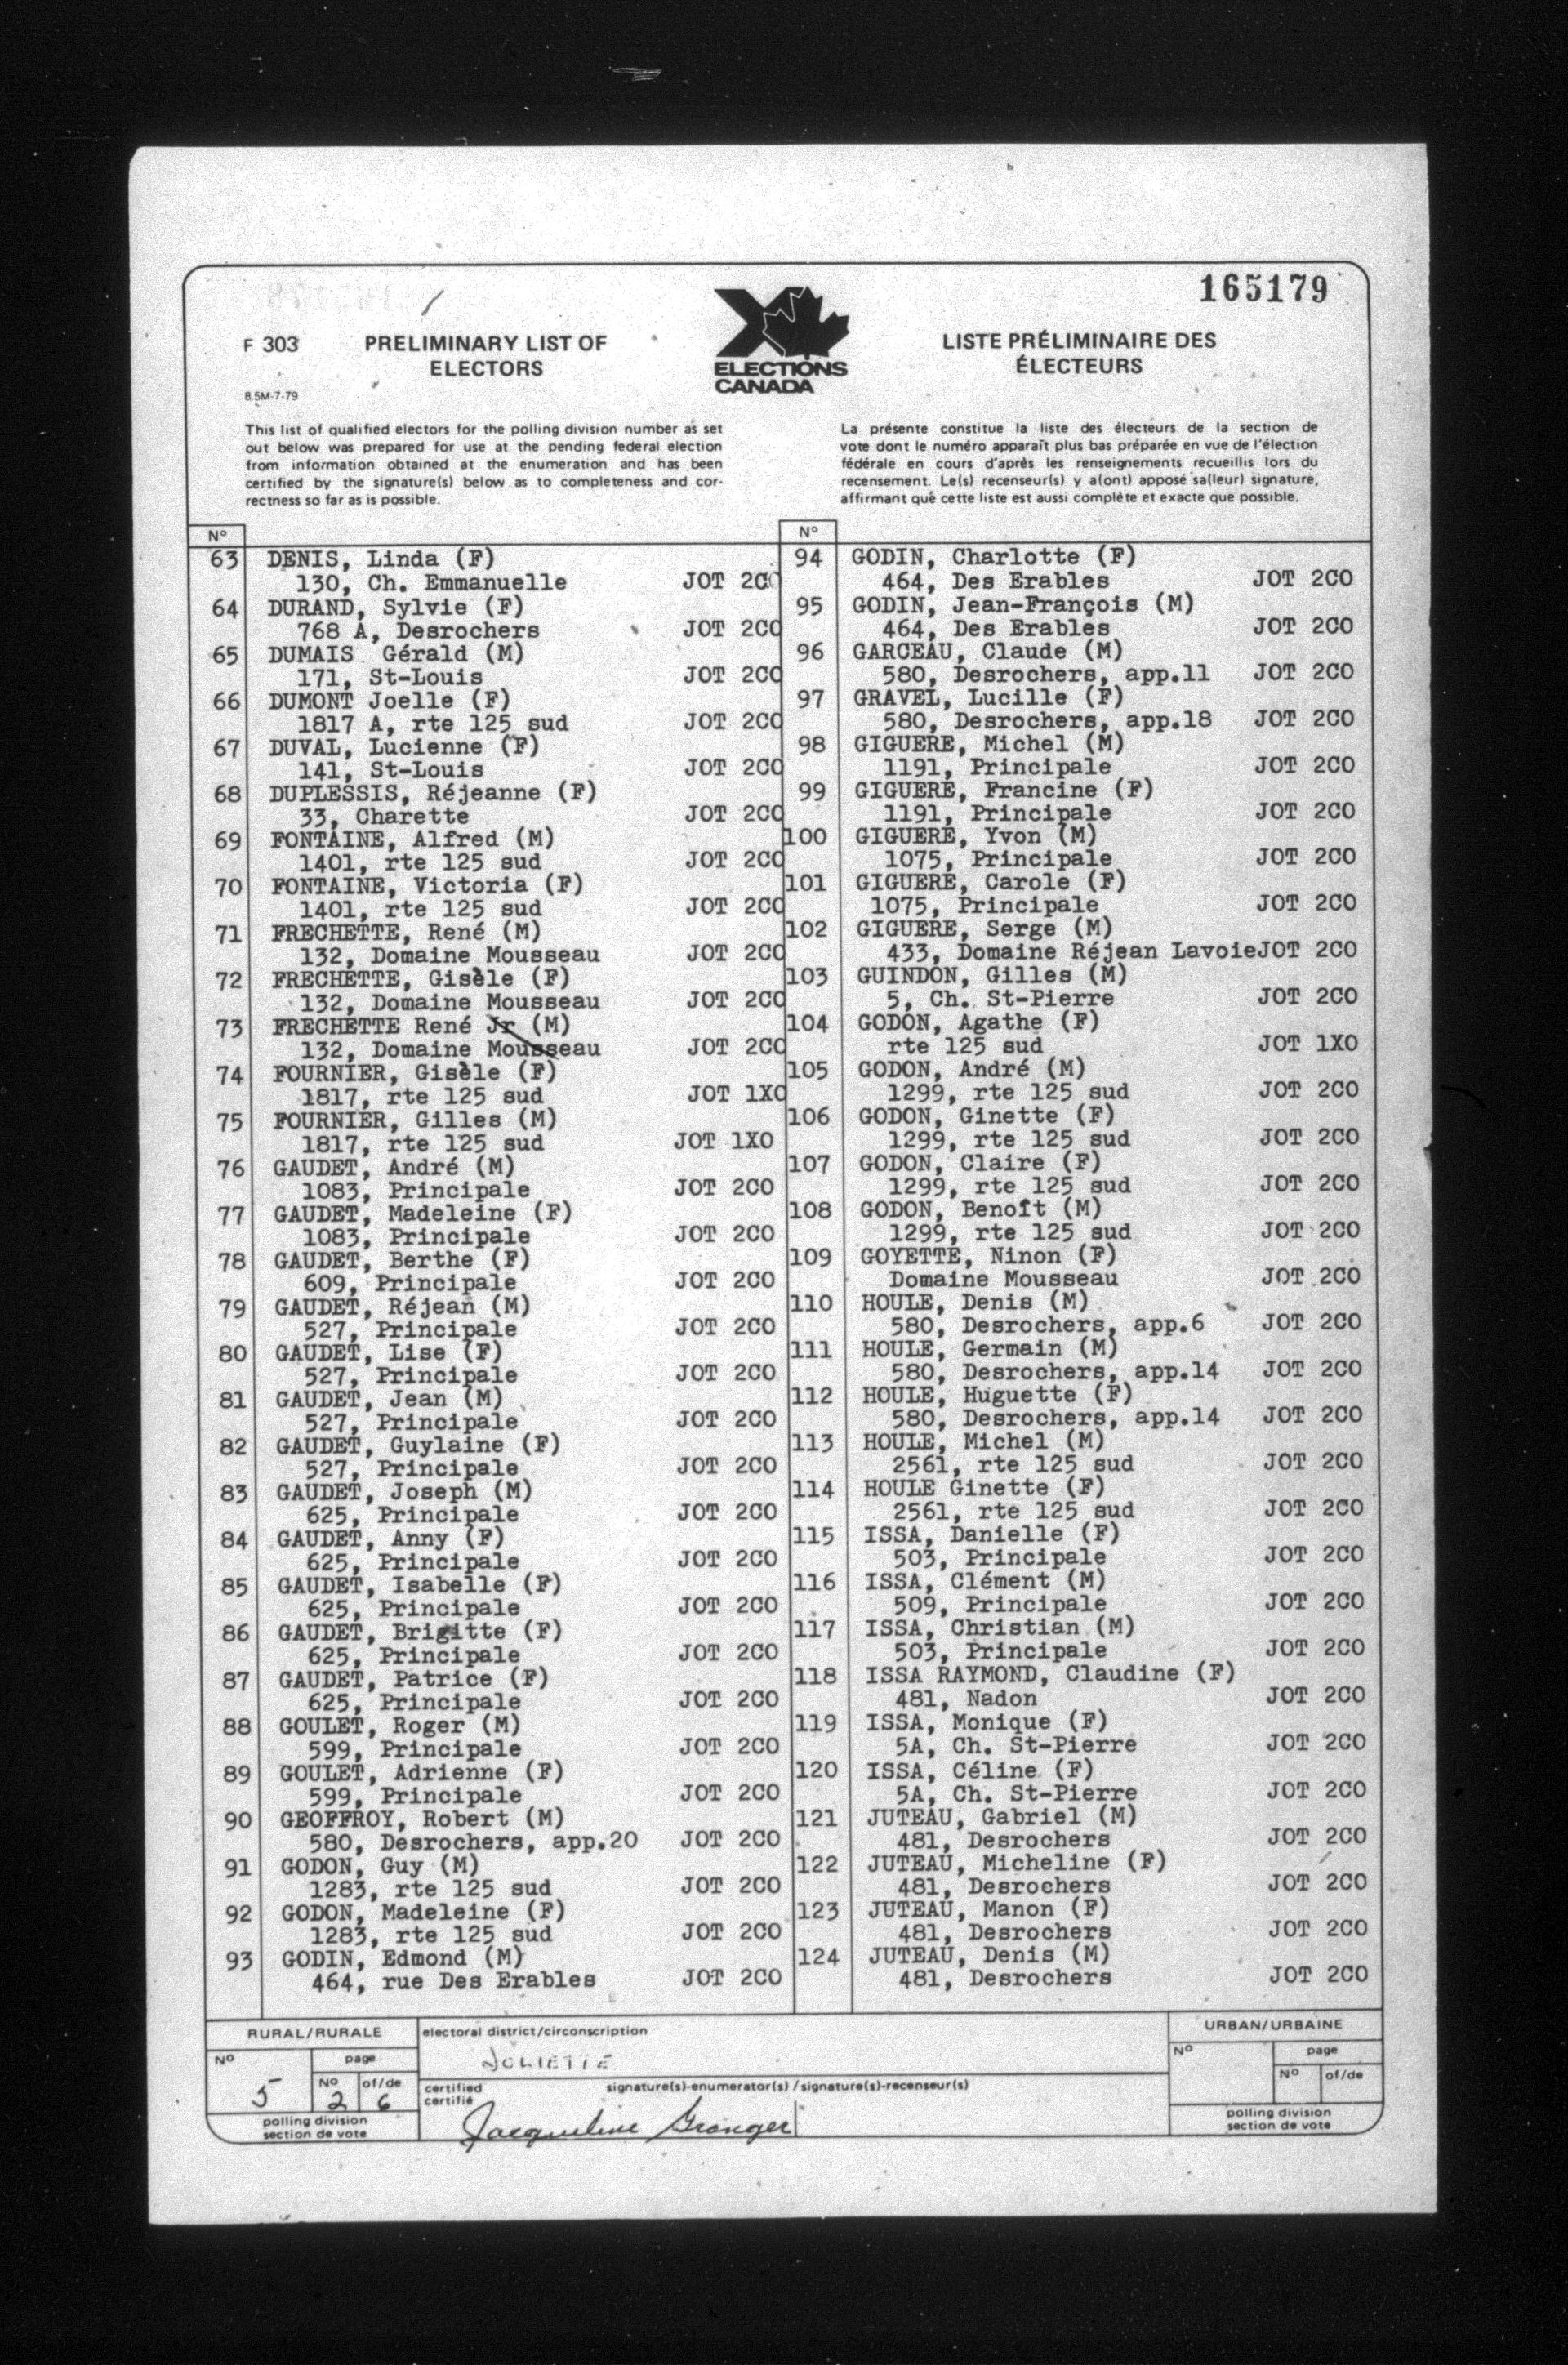 165179
F 303
PRELIMINARY LIST OF
ELECTORS
8.5M-7-79
ELECTIONS
CANADA
LISTE PRÉLIMINAIRE DES
ÉLECTEURS
This list of qualified electors for the polling division number as set
out below was prepared for use at the pending federal election
from information obtained at the enumeration and has been
certified by the signature(s) below as to completeness and cor-
rectness so far as is possible.
La présente constitue la liste des électeurs de la section de
vote dont le numéro apparaît plus bas préparée en vue de l'élection
fédérale en cours d'après les renseignements recueillis lors du
recensement. Le(s) recenseur(s) y a(ont) apposé sa(leur) signature,
affirmant que cette liste est aussi complète et exacte que possible.
Nº
63 DENIS, Linda (F)
130, Ch. Emmanuelle JOT 2CO
64 DURAND, Sylvie (F)
768 A, Desrochers JOT 2CO
65 DUMAIS Gérald (M)
171, St-Louis JOT 2CO
66 DUMONT Joelle (F)
1817 A, rte 125 sud JOT 2CO
67 DUVAL, Lucienne (F)
141, St-Louis JOT 2CO
68 DUPLESSIS, Réjeanne (F)
33, Charette JOT 2CO
69 FONTAINE, Alfred (M)
1401, rte 125 sud JOT 2CO
70 FONTAINE, Victoria (F)
1401, rte 125 sud JOT 2CO
71 FRECHETTE, René (M)
132, Domaine Mousseau JOT 2CO
72 FRECHETTE, Gisèle (F)
132, Domaine Mousseau JOT 2CO
73 FRECHETTE René Jr (M)
132, Domaine Mousseau JOT 2CO
74 FOURNIER, Gisèle (F)
1817, rte 125 sud JOT 1XO
75 FOURNIER, Gilles (M)
1817, rte 125 sud JOT 1XO
76 GAUDET, André (M)
1083, Principale JOT 2CO
77 GAUDET, Madeleine (F)
1083, Principale JOT 2CO
78 GAUDET, Berthe (F)
609, Principale JOT 2CO
79 GAUDET, Réjean (M)
527, Principale JOT 2CO
80 GAUDET, Lise (F)
527, Principale JOT 2CO
81 GAUDET, Jean (M)
527, Principale JOT 2CO
82 GAUDET, Guylaine (F)
527, Principale JOT 2CO
83 GAUDET, Joseph (M)
625, Principale JOT 2CO
84 GAUDET, Anny (F)
625, Principale JOT 2CO
85 GAUDET, Isabelle (F)
625, Principale JOT 2CO
86 GAUDET, Brigitte (F)
625, Principale JOT 2CO
87 GAUDET, Patrice (F)
625, Principale JOT 2CO
88 GOULET, Roger (M)
599, Principale JOT 2CO
89 GOULET, Adrienne (F)
599, Principale JOT 2CO
90 GEOFFROY, Robert (M)
580, Desrochers, app.20 JOT 2CO
91 GODON, Guy (M)
1283, rte 125 sud JOT 2CO
92 GODON, Madeleine (F)
1283, rte 125 sud JOT 2CO
93 GODIN, Edmond (M)
464, rue Des Erables JOT 2CO
Nº
94 GODIN, Charlotte (F)
464, Des Erables JOT 2CO
95 GODIN, Jean-François (M)
464, Des Erables JOT 2CO
96 GARCEAU, Claude (M)
580, Desrochers, app.11 JOT 2CO
97 GRAVEL, Lucille (F)
580, Desrochers, app.18 JOT 2CO
98 GIGUERE, Michel (M)
1191, Principale JOT 2CO
99 GIGUERE, Francine (F)
1191, Principale JOT 2CO
100 GIGUERE, Yvon (M)
1075, Principale JOT 2CO
101 GIGUERE, Carole (F)
1075, Principale JOT 2CO
102 GIGUERE, Serge (M)
433, Domaine Réjean LavoieJOT 2CO
103 GUINDON, Gilles (M)
5, Ch. St-Pierre JOT 2CO
104 GODON, Agathe (F)
rte 125 sud JOT 1XO
105 GODON, André (M)
1299, rte 125 sud JOT 2CO
106 GODON, Ginette (F)
1299, rte 125 sud JOT 2CO
107 GODON, Claire (F)
1299, rte 125 sud JOT 2CO
108 GODON, Benoît (M)
1299, rte 125 sud JOT 2CO
109 GOYETTE, Ninon (F)
Domaine Mousseau JOT 2CO
110 HOULE, Denis (M)
580, Desrochers, app.6 JOT 2CO
111 HOULE, Germain (M)
580, Desrochers, app.14 JOT 2CO
112 HOULE, Huguette (F)
580, Desrochers, app.14 JOT 2CO
113 HOULE, Michel (M)
2561, rte 125 sud JOT 2CO
114 HOULE Ginette (F)
2561, rte 125 sud JOT 2CO
115 ISSA, Danielle (F)
503, Principale JOT 2CO
116 ISSA, Clément (M)
509, Principale JOT 2CO
117 ISSA, Christian (M)
503, Principale JOT 2CO
118 ISSA RAYMOND, Claudine (F)
481, Nadon JOT 2CO
119 ISSA, Monique (F)
5A, Ch. St-Pierre JOT 2CO
120 ISSA, Céline (F)
5A, Ch. St-Pierre JOT 2CO
121 JUTEAU, Gabriel (M)
481, Desrochers JOT 2CO
122 JUTEAU, Micheline (F)
481, Desrochers JOT 2CO
123 JUTEAU, Manon (F)
481, Desrochers JOT 2CO
124 JUTEAU, Denis (M)
481, Desrochers JOT 2CO
RURAL/RURALE
Nº
5
page
Nº
2
of/de
6
polling division
section de vote
electoral district/circonscription
JOLIETTE
certified
certifié
signature(s)-enumerator(s) / signature(s)-recenseur(s)
Jacqueline Granger
URBAN/URBAINE
Nº
page
Nº
of/de
polling division
section de vote